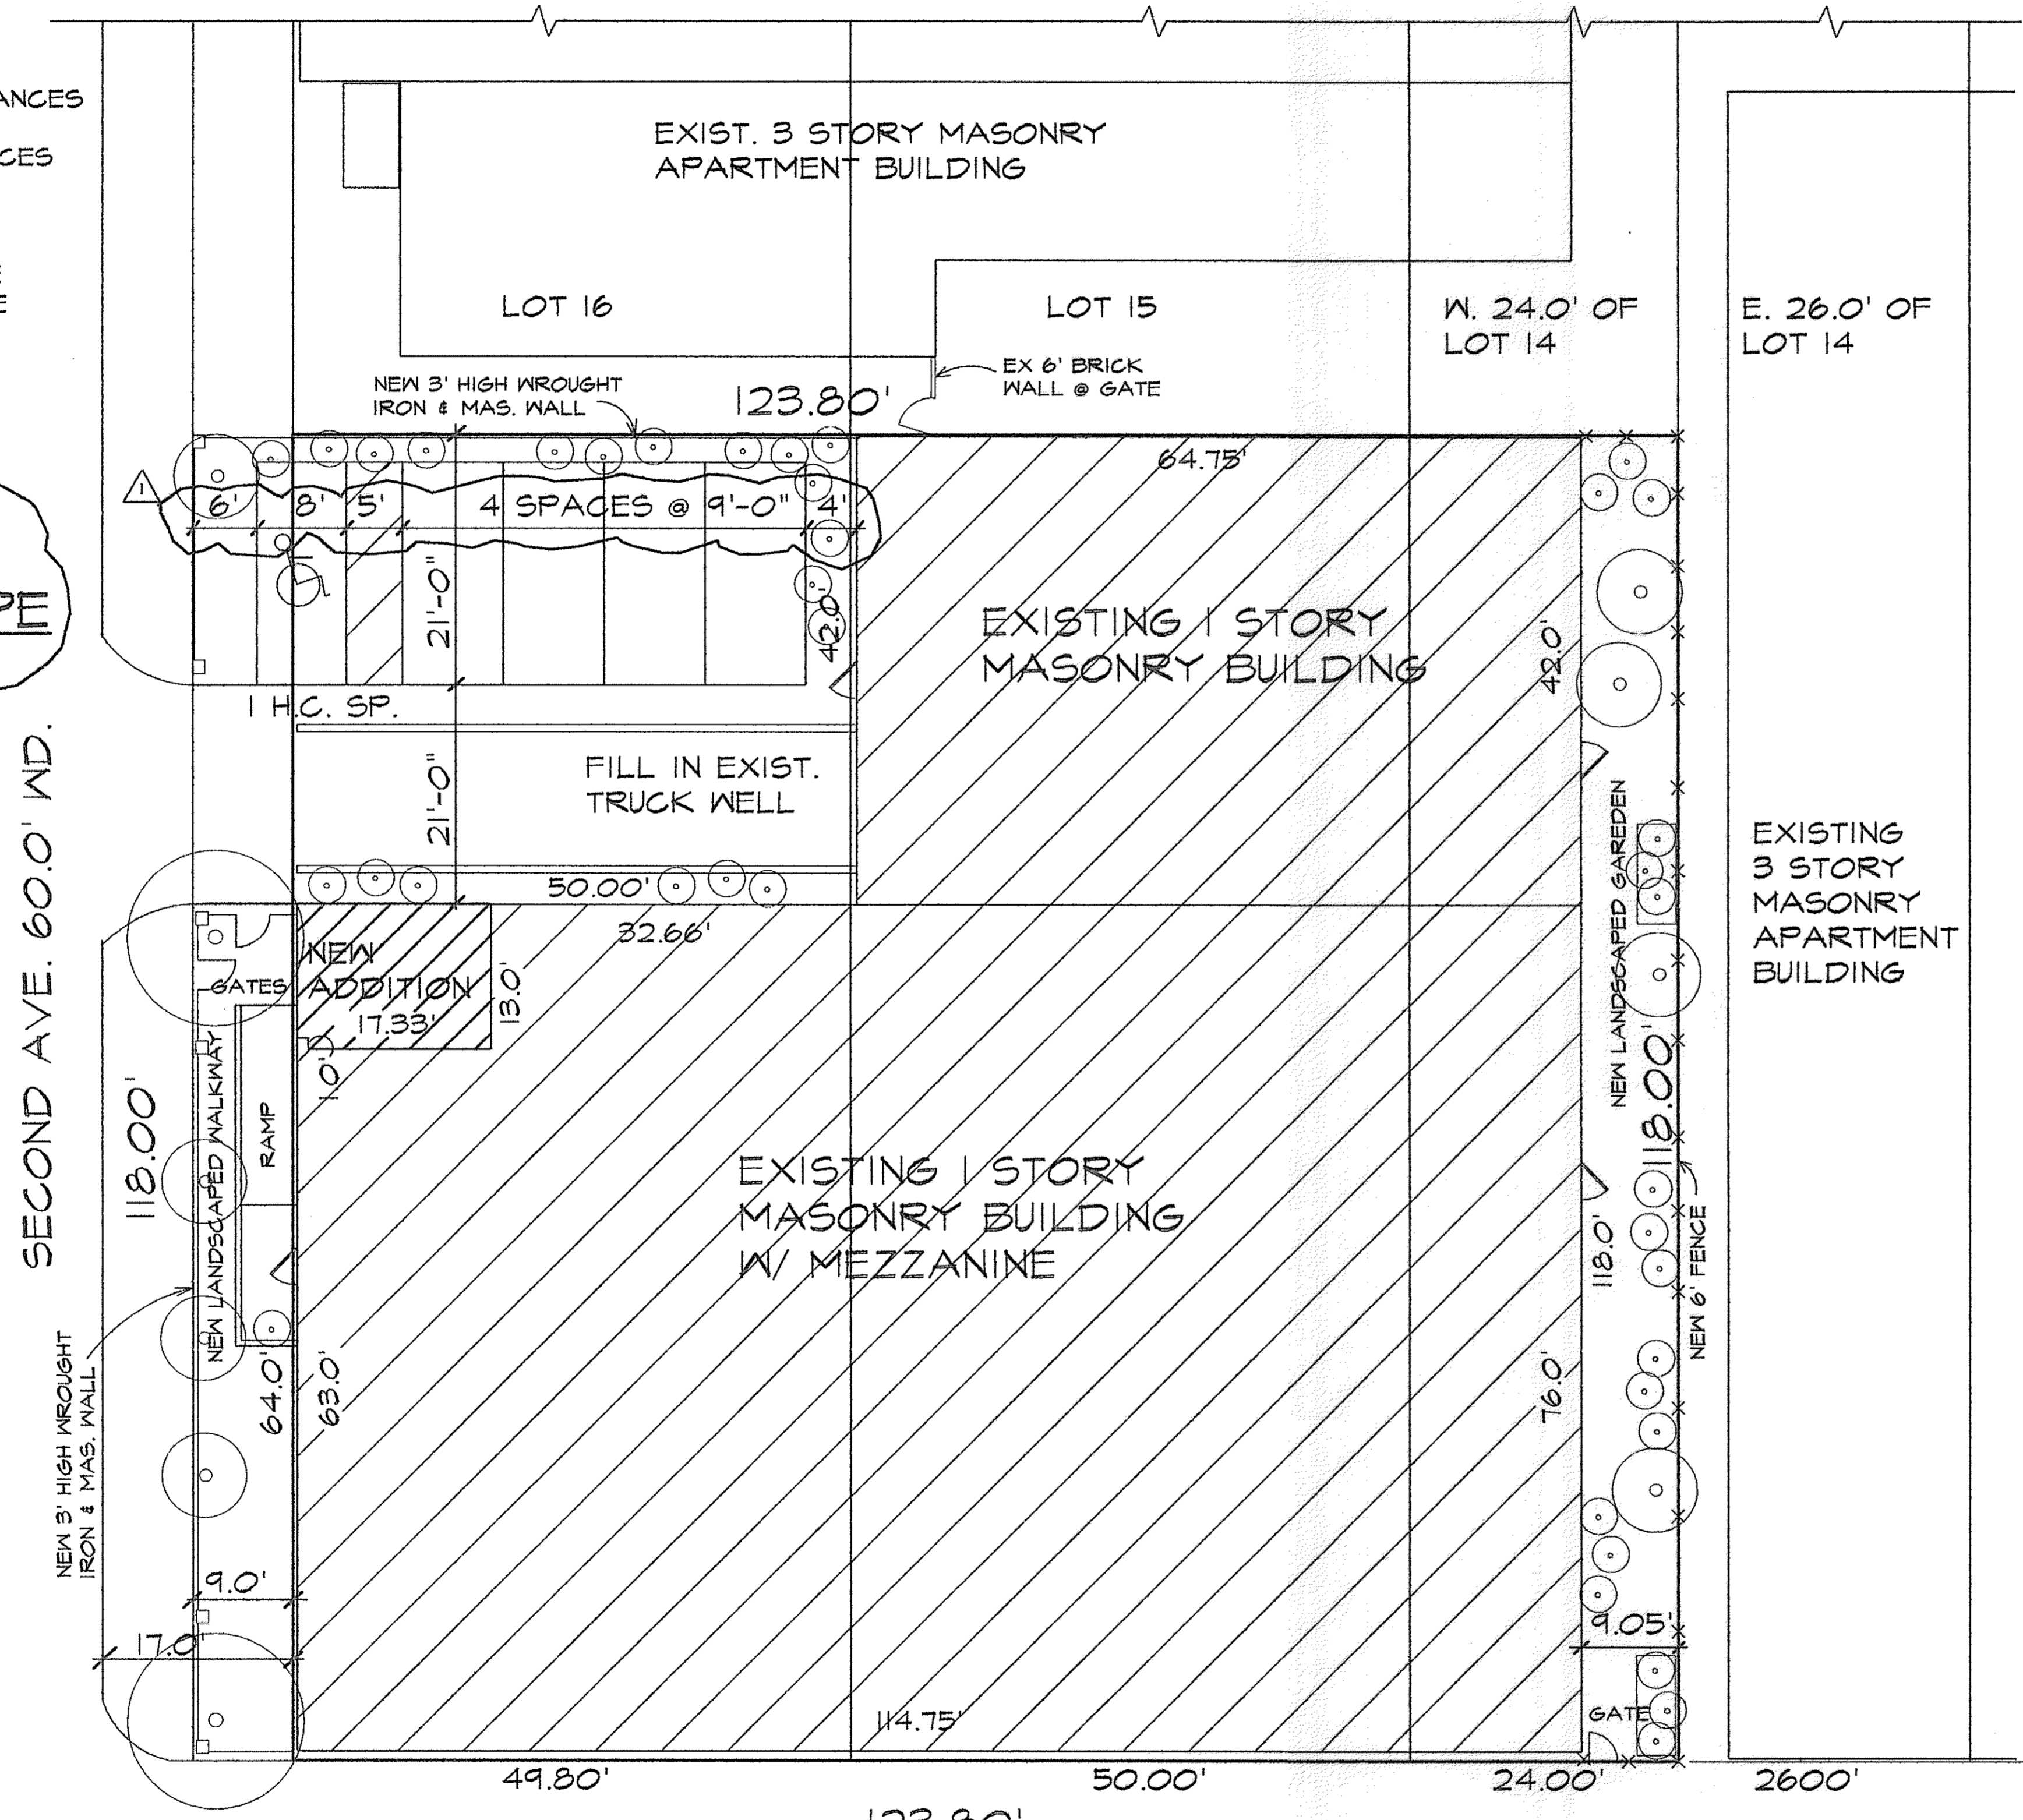 ANCES
CES
E
PE
EXIST. 3 STORY MASONRY
APARTMENT BUILDING
LOT 16
LOT 15
W. 24.0' OF
LOT 14
E. 26.0' OF
LOT 14
NEW 3' HIGH WROUGHT
IRON & MAS. WALL
123.80'
EX 6' BRICK
WALL @ GATE
64.75'
1
6'
8'
5'
4 SPACES @ 9'-0"
4'
21'-0"
42.0'
EXISTING 1 STORY
MASONRY BUILDING
42.0'
1 H.C. SP.
FILL IN EXIST.
TRUCK WELL
21'-0"
50.00'
32.66'
NEW
ADDITION
17.33'
13.0'
1.0'
GATES
RAMP
NEW LANDSCAPED WALKWAY
SECOND AVE. 60.0' WD.
118.00'
NEW 3' HIGH WROUGHT
IRON & MAS. WALL
64.0'
63.0'
EXISTING 1 STORY
MASONRY BUILDING
W/ MEZZANINE
NEW LANDSCAPED GAREDEN
118.00'
118.0'
76.0'
NEW 6' FENCE
EXISTING
3 STORY
MASONRY
APARTMENT
BUILDING
9.0'
17.0'
9.05'
GATE
114.75'
49.80'
50.00'
24.00'
2600'
123.80'